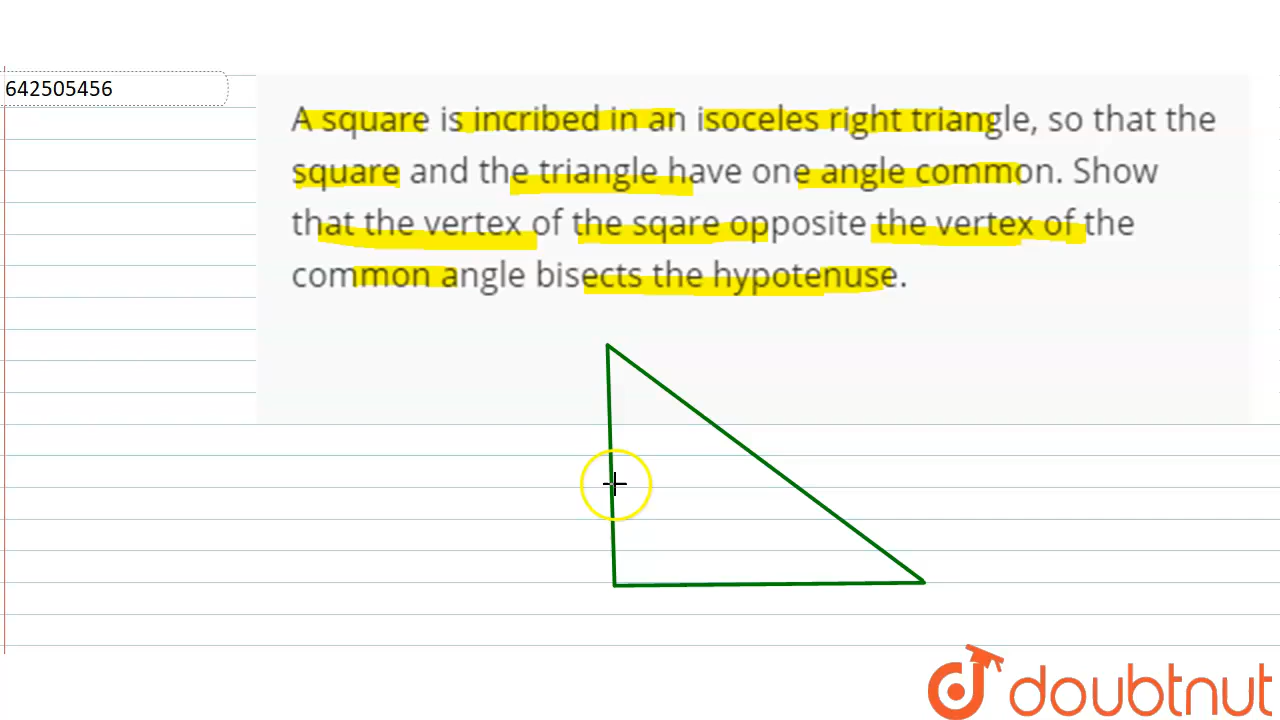 642505456
A square is incribed in an isoceles right triangle, so that the
square and the triangle have one angle common. Show
that the vertex of the sqare opposite the vertex of the
common angle bisects the hypotenuse.
doubtnut